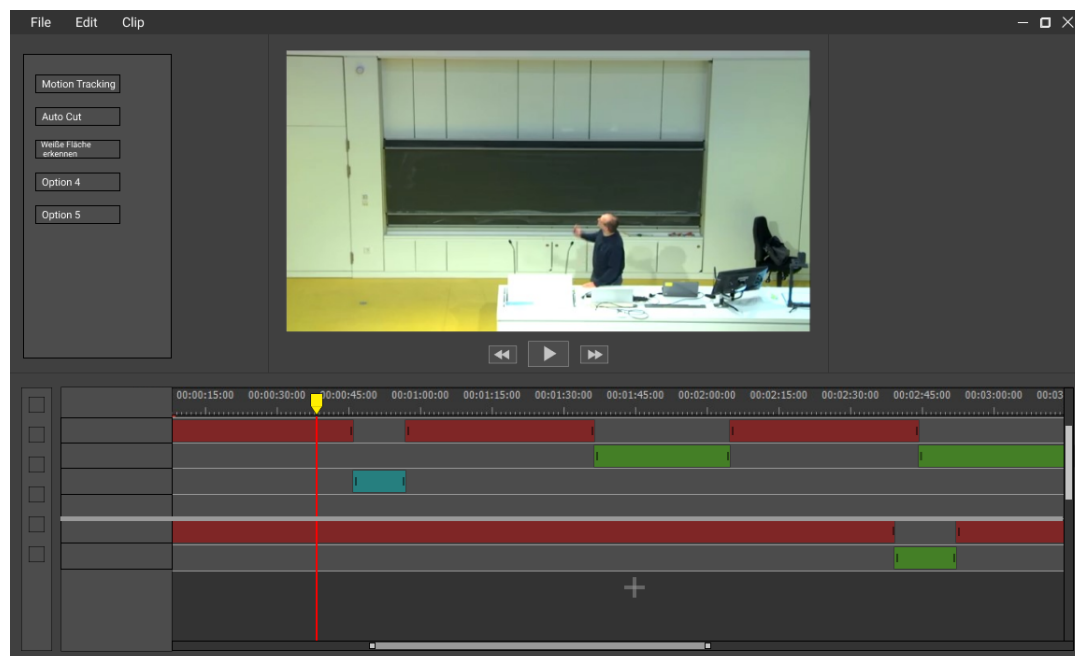 File Edit Clip
Motion Tracking
Auto Cut
Weiße Fläche
erkennen
Option 4
Option 5
00:00:15:00 00:00:30:00 00:00:45:00 00:01:00:00 00:01:15:00 00:01:30:00 00:01:45:00 00:02:00:00 00:02:15:00 00:02:30:00 00:02:45:00 00:03:00:00 00:03